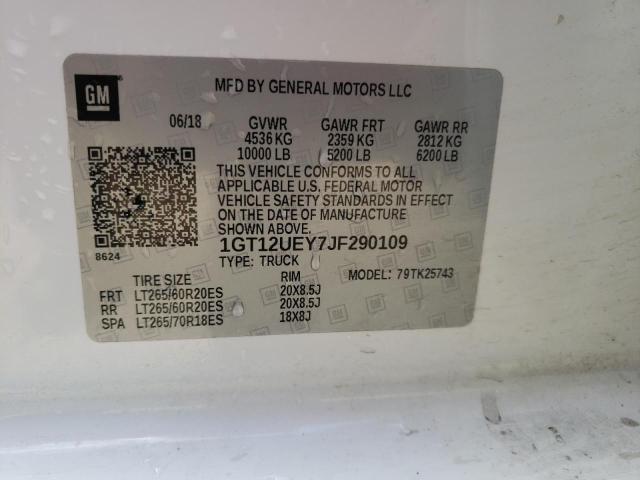 GM
MFD BY GENERAL MOTORS LLC
06/18 GVWR GAWR FRT GAWR RR
4536 KG 2359 KG 2812 KG
10000 LB 5200 LB 6200 LB
THIS VEHICLE CONFORMS TO ALL
APPLICABLE U.S. FEDERAL MOTOR
VEHICLE SAFETY STANDARDS IN EFFECT
ON THE DATE OF MANUFACTURE
SHOWN ABOVE.
8624
1GT12UEY7JF290109
TYPE: TRUCK
TIRE SIZE RIM MODEL: 79TK25743
FRT LT265/60R20ES 20X8.5J
RR LT265/60R20ES 20X8.5J
SPA LT265/70R18ES 18X8J